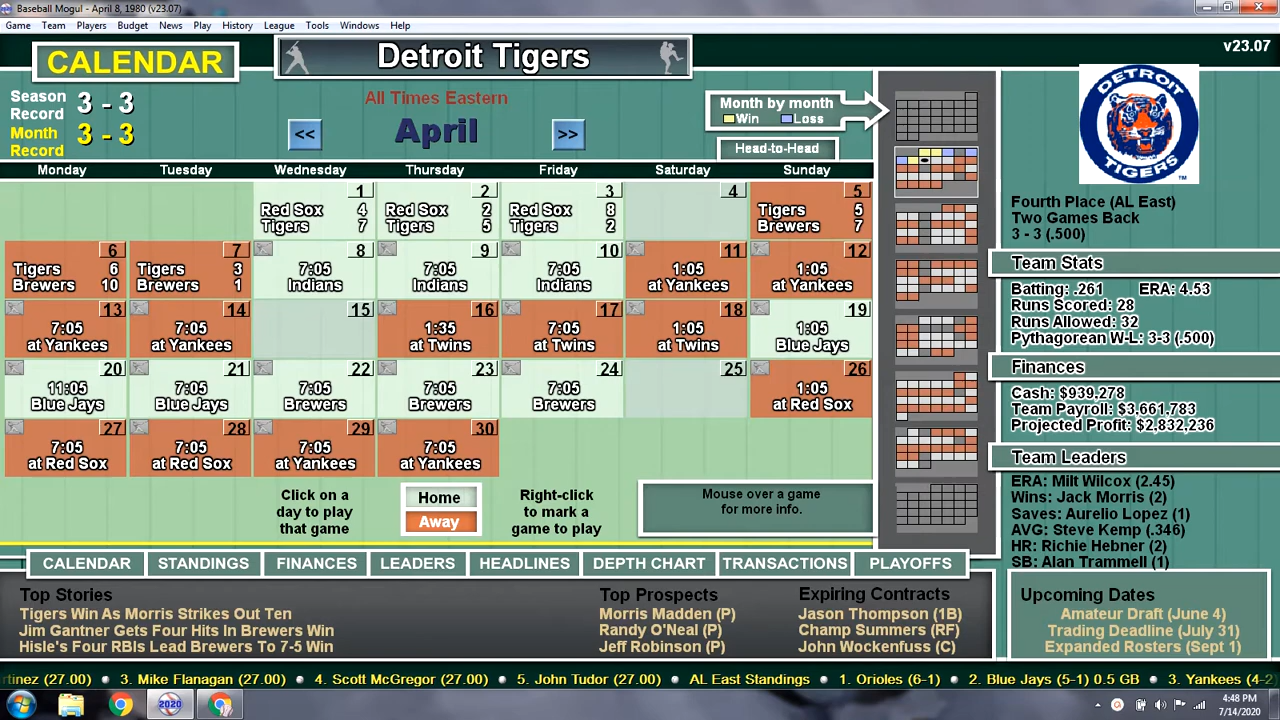 Baseball Mogul - April 8, 1980 (v23.07)
Game Team Players Budget News Play History League Tools Windows Help
CALENDAR
Detroit Tigers
v23.07
Season Record 3 - 3
Month Record 3 - 3
All Times Eastern
<< April >>
Month by month
Win Loss
Head-to-Head
Monday Tuesday Wednesday Thursday Friday Saturday Sunday
1 2 3 4 5
Red Sox 4 Red Sox 2 Red Sox 8 Tigers 5
Tigers 7 Tigers 5 Tigers 2 Brewers 7
6 7 8 9 10 11 12
Tigers 6 Tigers 3 7:05 7:05 7:05 1:05 1:05
Brewers 10 Brewers 1 Indians Indians Indians at Yankees at Yankees
13 14 15 16 17 18 19
7:05 7:05 1:35 7:05 1:05 1:05
at Yankees at Yankees at Twins at Twins at Twins Blue Jays
20 21 22 23 24 25 26
11:05 7:05 7:05 7:05 7:05 1:05
Blue Jays Blue Jays Brewers Brewers Brewers at Red Sox
27 28 29 30
7:05 7:05 7:05 7:05
at Red Sox at Red Sox at Yankees at Yankees
Click on a
day to play
that game
Home
Away
Right-click
to mark a
game to play
Mouse over a game
for more info.
DETROIT
TIGERS
TM
Fourth Place (AL East)
Two Games Back
3 - 3 (.500)
Team Stats
Batting: .261 ERA: 4.53
Runs Scored: 28
Runs Allowed: 32
Pythagorean W-L: 3-3 (.500)
Finances
Cash: $939,278
Team Payroll: $3,661,783
Projected Profit: $2,832,236
Team Leaders
ERA: Milt Wilcox (2.45)
Wins: Jack Morris (2)
Saves: Aurelio Lopez (1)
AVG: Steve Kemp (.346)
HR: Richie Hebner (2)
SB: Alan Trammell (1)
CALENDAR STANDINGS FINANCES LEADERS HEADLINES DEPTH CHART TRANSACTIONS PLAYOFFS
Top Stories
Tigers Win As Morris Strikes Out Ten
Jim Gantner Gets Four Hits In Brewers Win
Hisle's Four RBIs Lead Brewers To 7-5 Win
Top Prospects
Morris Madden (P)
Randy O'Neal (P)
Jeff Robinson (P)
Expiring Contracts
Jason Thompson (1B)
Champ Summers (RF)
John Wockenfuss (C)
Upcoming Dates
Amateur Draft (June 4)
Trading Deadline (July 31)
Expanded Rosters (Sept 1)
rtinez (27.00) 3. Mike Flanagan (27.00) 4. Scott McGregor (27.00) 5. John Tudor (27.00) AL East Standings 1. Orioles (6-1) 2. Blue Jays (5-1) 0.5 GB 3. Yankees (4-2
2020
4:48 PM
7/14/2020